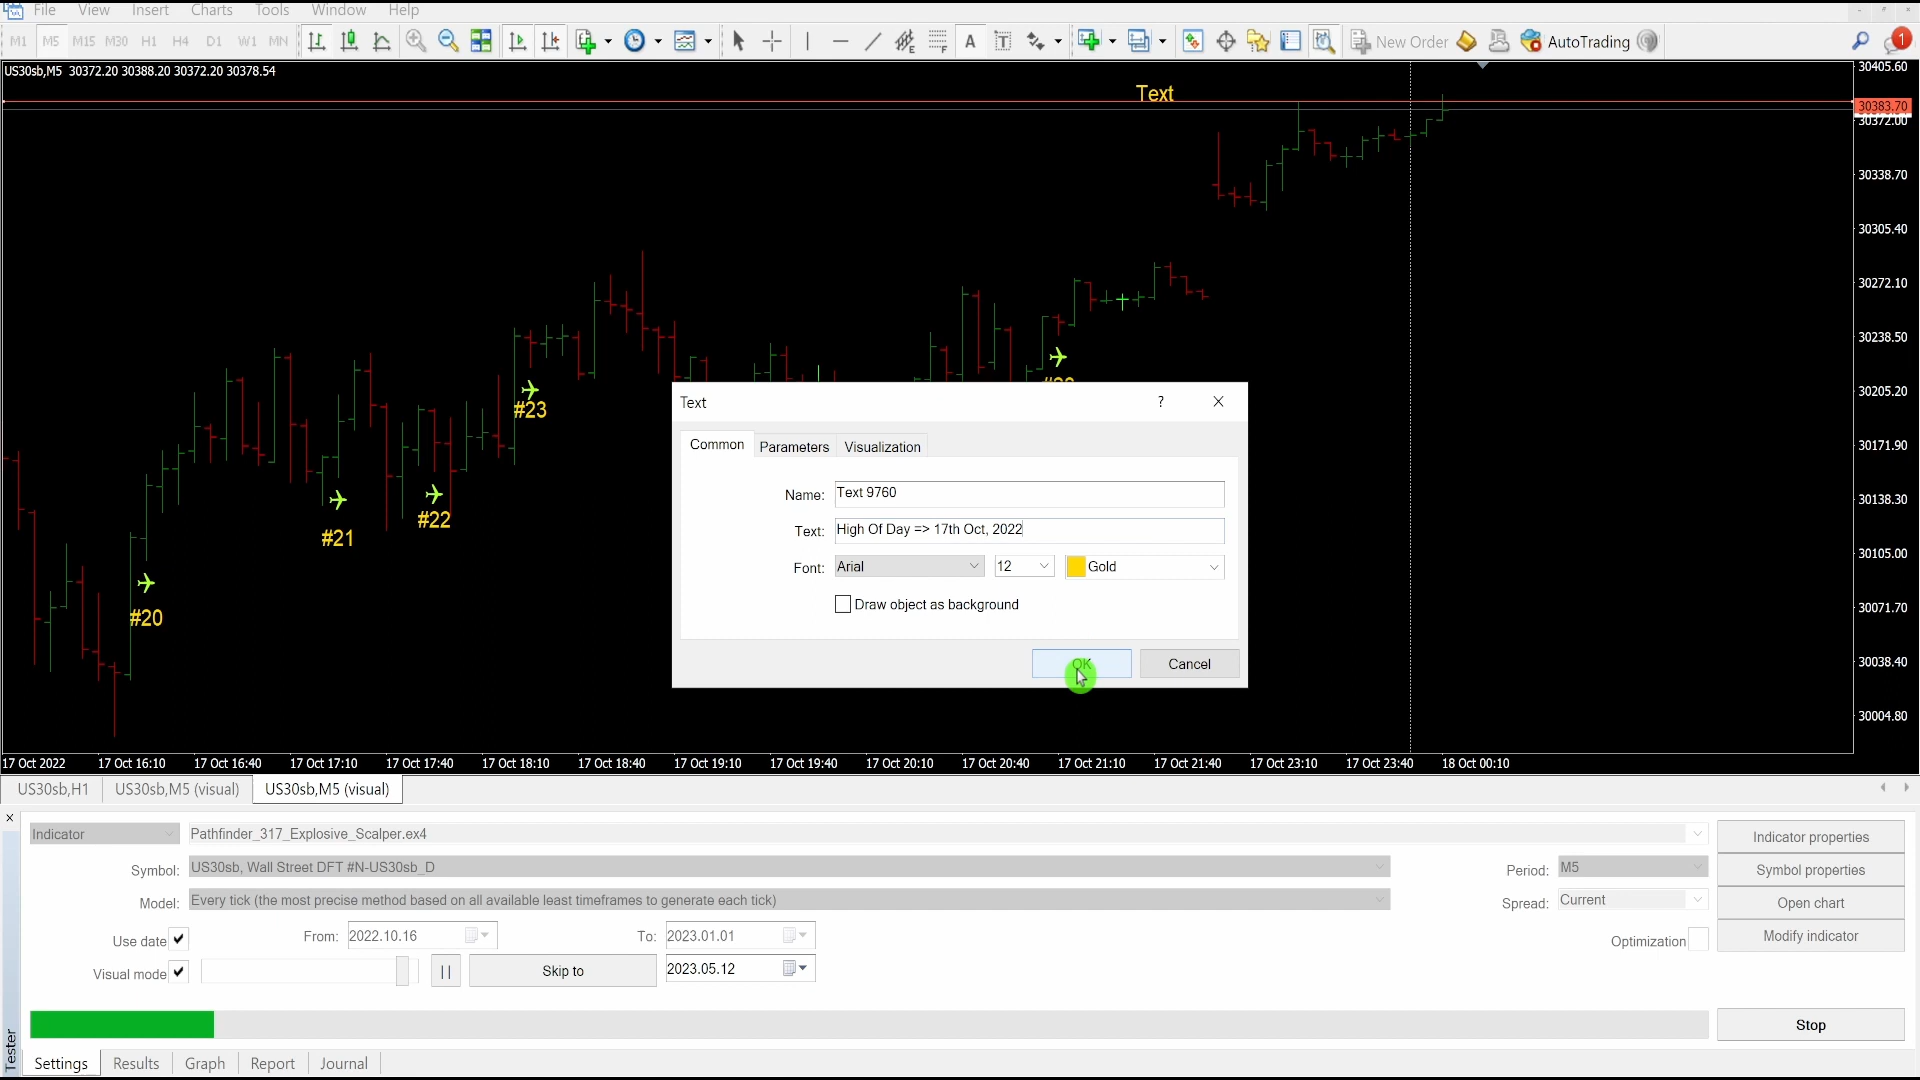 File View Insert Charts Tools Window Help
M1 M5 M15 M30 H1 H4 D1 W1 MN A T New Order AutoTrading 1
US30sb,M5 30372.20 30388.20 30372.20 30378.54
Text
30405.60
30383.70
30372.00
30338.70
30305.40
30272.10
30238.50
30205.20
30171.90
30138.30
30105.00
30071.70
30038.40
30004.80
#23
#22
#21
#20
Text ?
Common Parameters Visualization
Name: Text 9760
Text: High Of Day => 17th Oct, 2022
Font: Arial 12 Gold
Draw object as background
OK Cancel
17 Oct 2022 17 Oct 16:10 17 Oct 16:40 17 Oct 17:10 17 Oct 17:40 17 Oct 18:10 17 Oct 18:40 17 Oct 19:10 17 Oct 19:40 17 Oct 20:10 17 Oct 20:40 17 Oct 21:10 17 Oct 21:40 17 Oct 23:10 17 Oct 23:40 18 Oct 00:10
US30sb,H1 US30sb,M5 (visual) US30sb,M5 (visual)
Indicator Pathfinder_317_Explosive_Scalper.ex4 Indicator properties
Symbol: US30sb, Wall Street DFT #N-US30sb_D Period: M5 Symbol properties
Model: Every tick (the most precise method based on all available least timeframes to generate each tick) Spread: Current Open chart
Use date From: 2022.10.16 To: 2023.01.01 Optimization Modify indicator
Visual mode Skip to 2023.05.12
Stop
Tester
Settings Results Graph Report Journal